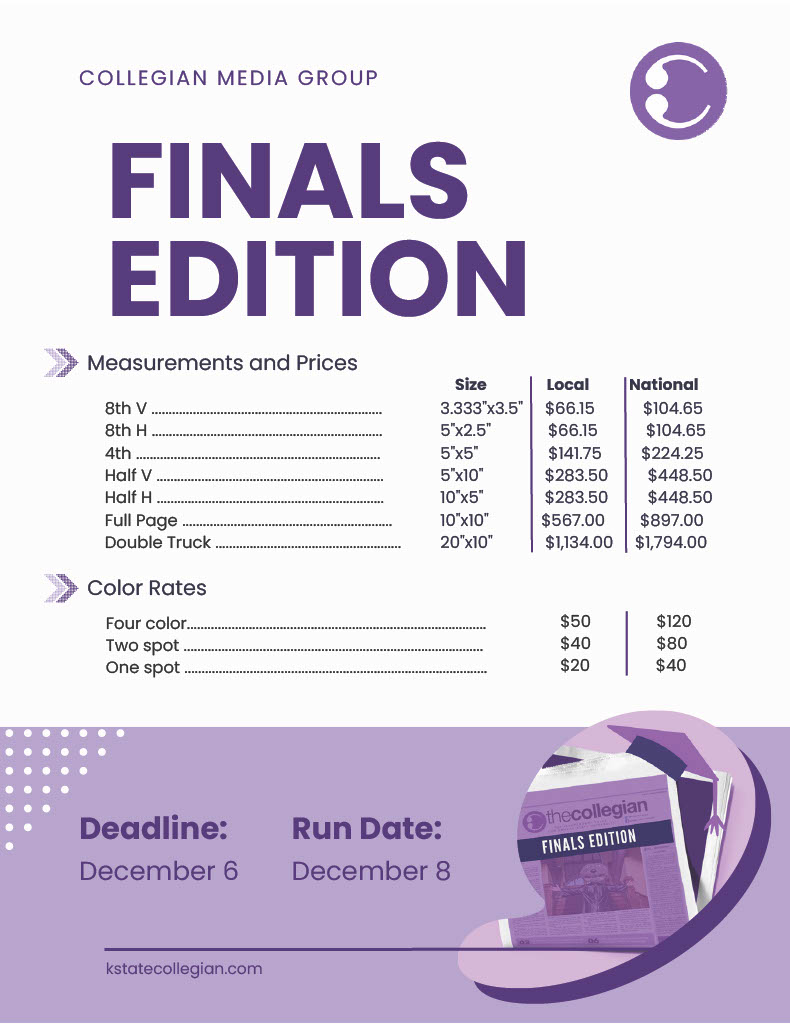 COLLEGIAN MEDIA GROUP
FINALS
EDITION
Measurements and Prices
Size Local National
8th V ........................................................................ 3.333"x3.5" $66.15 $104.65
8th H ........................................................................ 5"x2.5" $66.15 $104.65
4th ........................................................................ 5"x5" $141.75 $224.25
Half V ........................................................................ 5"x10" $283.50 $448.50
Half H ........................................................................ 10"x5" $283.50 $448.50
Full Page ................................................................ 10"x10" $567.00 $897.00
Double Truck ........................................................ 20"x10" $1,134.00 $1,794.00
Color Rates
Four color.......................................................................................... $50 $120
Two spot .......................................................................................... $40 $80
One spot .......................................................................................... $20 $40
Deadline: Run Date:
December 6 December 8
thecollegian
FINALS EDITION
kstatecollegian.com